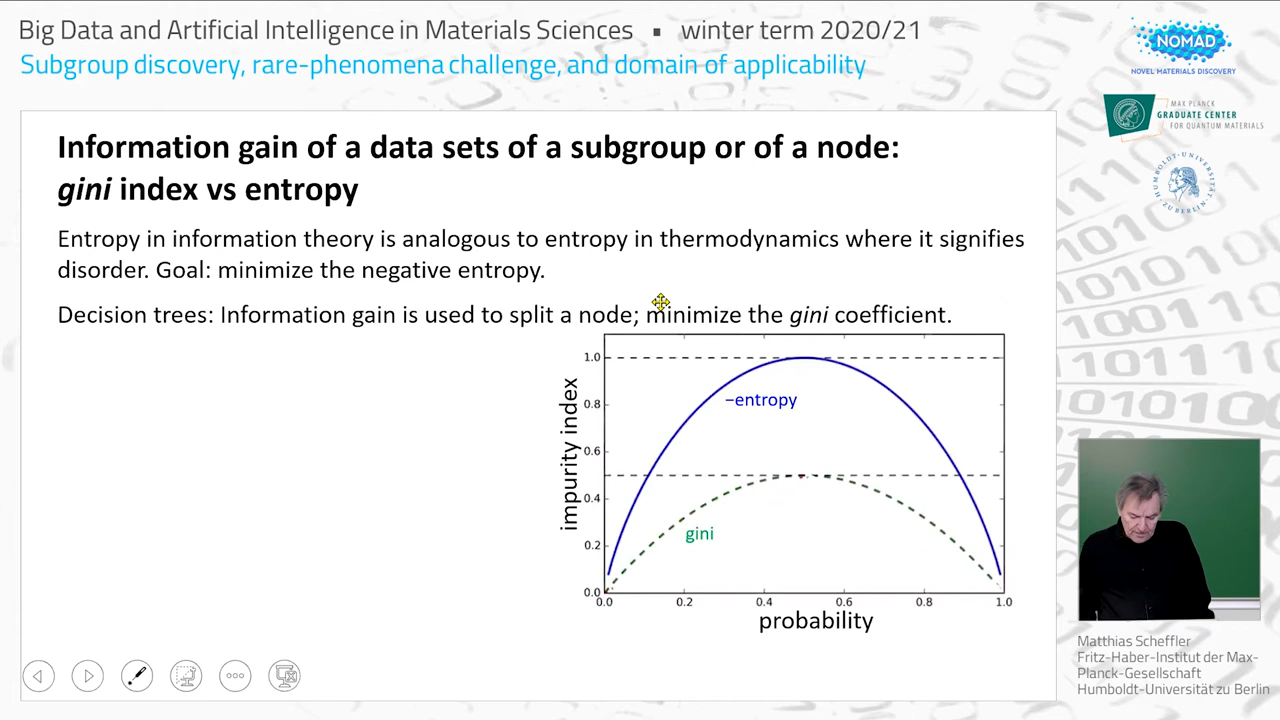 Big Data and Artificial Intelligence in Materials Sciences ▪ winter term 2020/21
Subgroup discovery, rare-phenomena challenge, and domain of applicability
NOMAD
NOVEL MATERIALS DISCOVERY
MAX PLANCK
GRADUATE CENTER
FOR QUANTUM MATERIALS
HUMBOLDT-UNIVERSITÄT ZU BERLIN
Information gain of a data sets of a subgroup or of a node:
gini index vs entropy
Entropy in information theory is analogous to entropy in thermodynamics where it signifies
disorder. Goal: minimize the negative entropy.
Decision trees: Information gain is used to split a node; minimize the gini coefficient.
impurity index
1.0
0.8
0.6
0.4
0.2
0.0
−entropy
gini
0.0 0.2 0.4 0.6 0.8 1.0
probability
Matthias Scheffler
Fritz-Haber-Institut der Max-
Planck-Gesellschaft
Humboldt-Universität zu Berlin